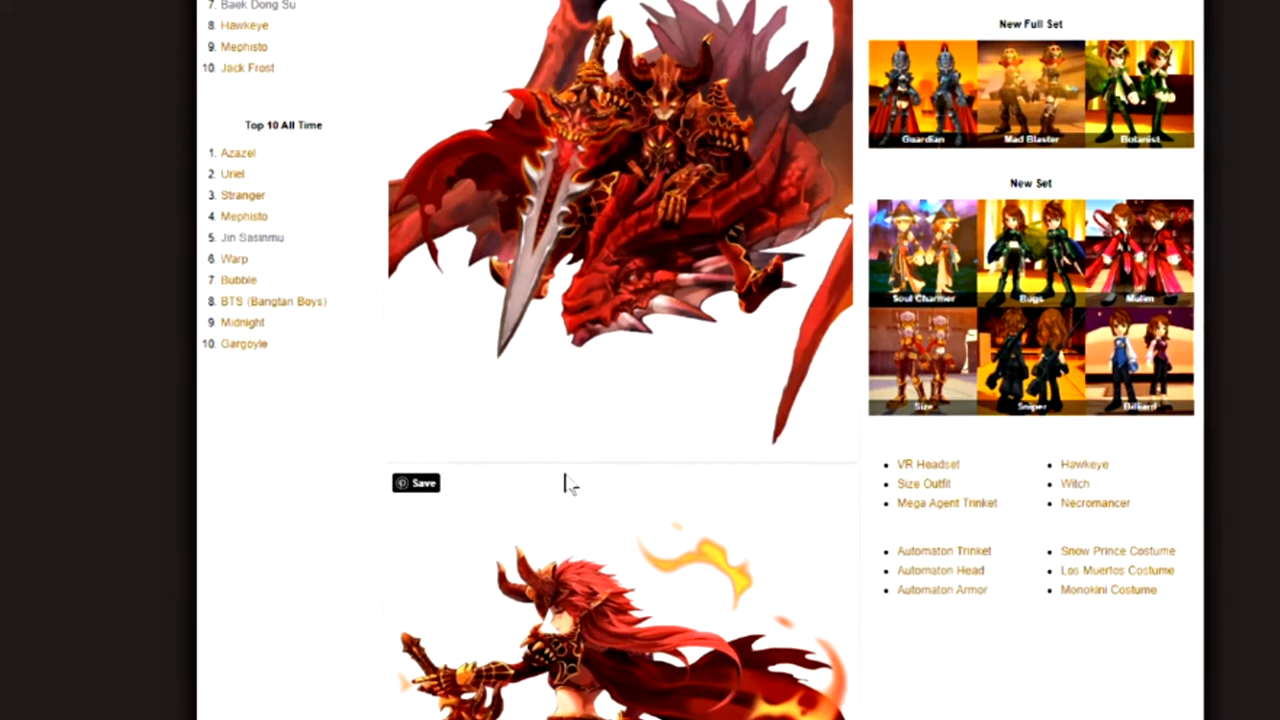 7. Baek Dong Su
8. Hawkeye
9. Mephisto
10. Jack Frost
Top 10 All Time
1. Azazel
2. Uriel
3. Stranger
4. Mephisto
5. Jin Sasinmu
6. Warp
7. Bubble
8. BTS (Bangtan Boys)
9. Midnight
10. Gargoyle
Save
New Full Set
Guardian
Mad Blaster
Botanist
New Set
Soul Charmer
Bugs
Mulim
Size
Sniper
Billiard
VR Headset
Size Outfit
Mega Agent Trinket
Hawkeye
Witch
Necromancer
Automaton Trinket
Automaton Head
Automaton Armor
Snow Prince Costume
Los Muertos Costume
Monokini Costume